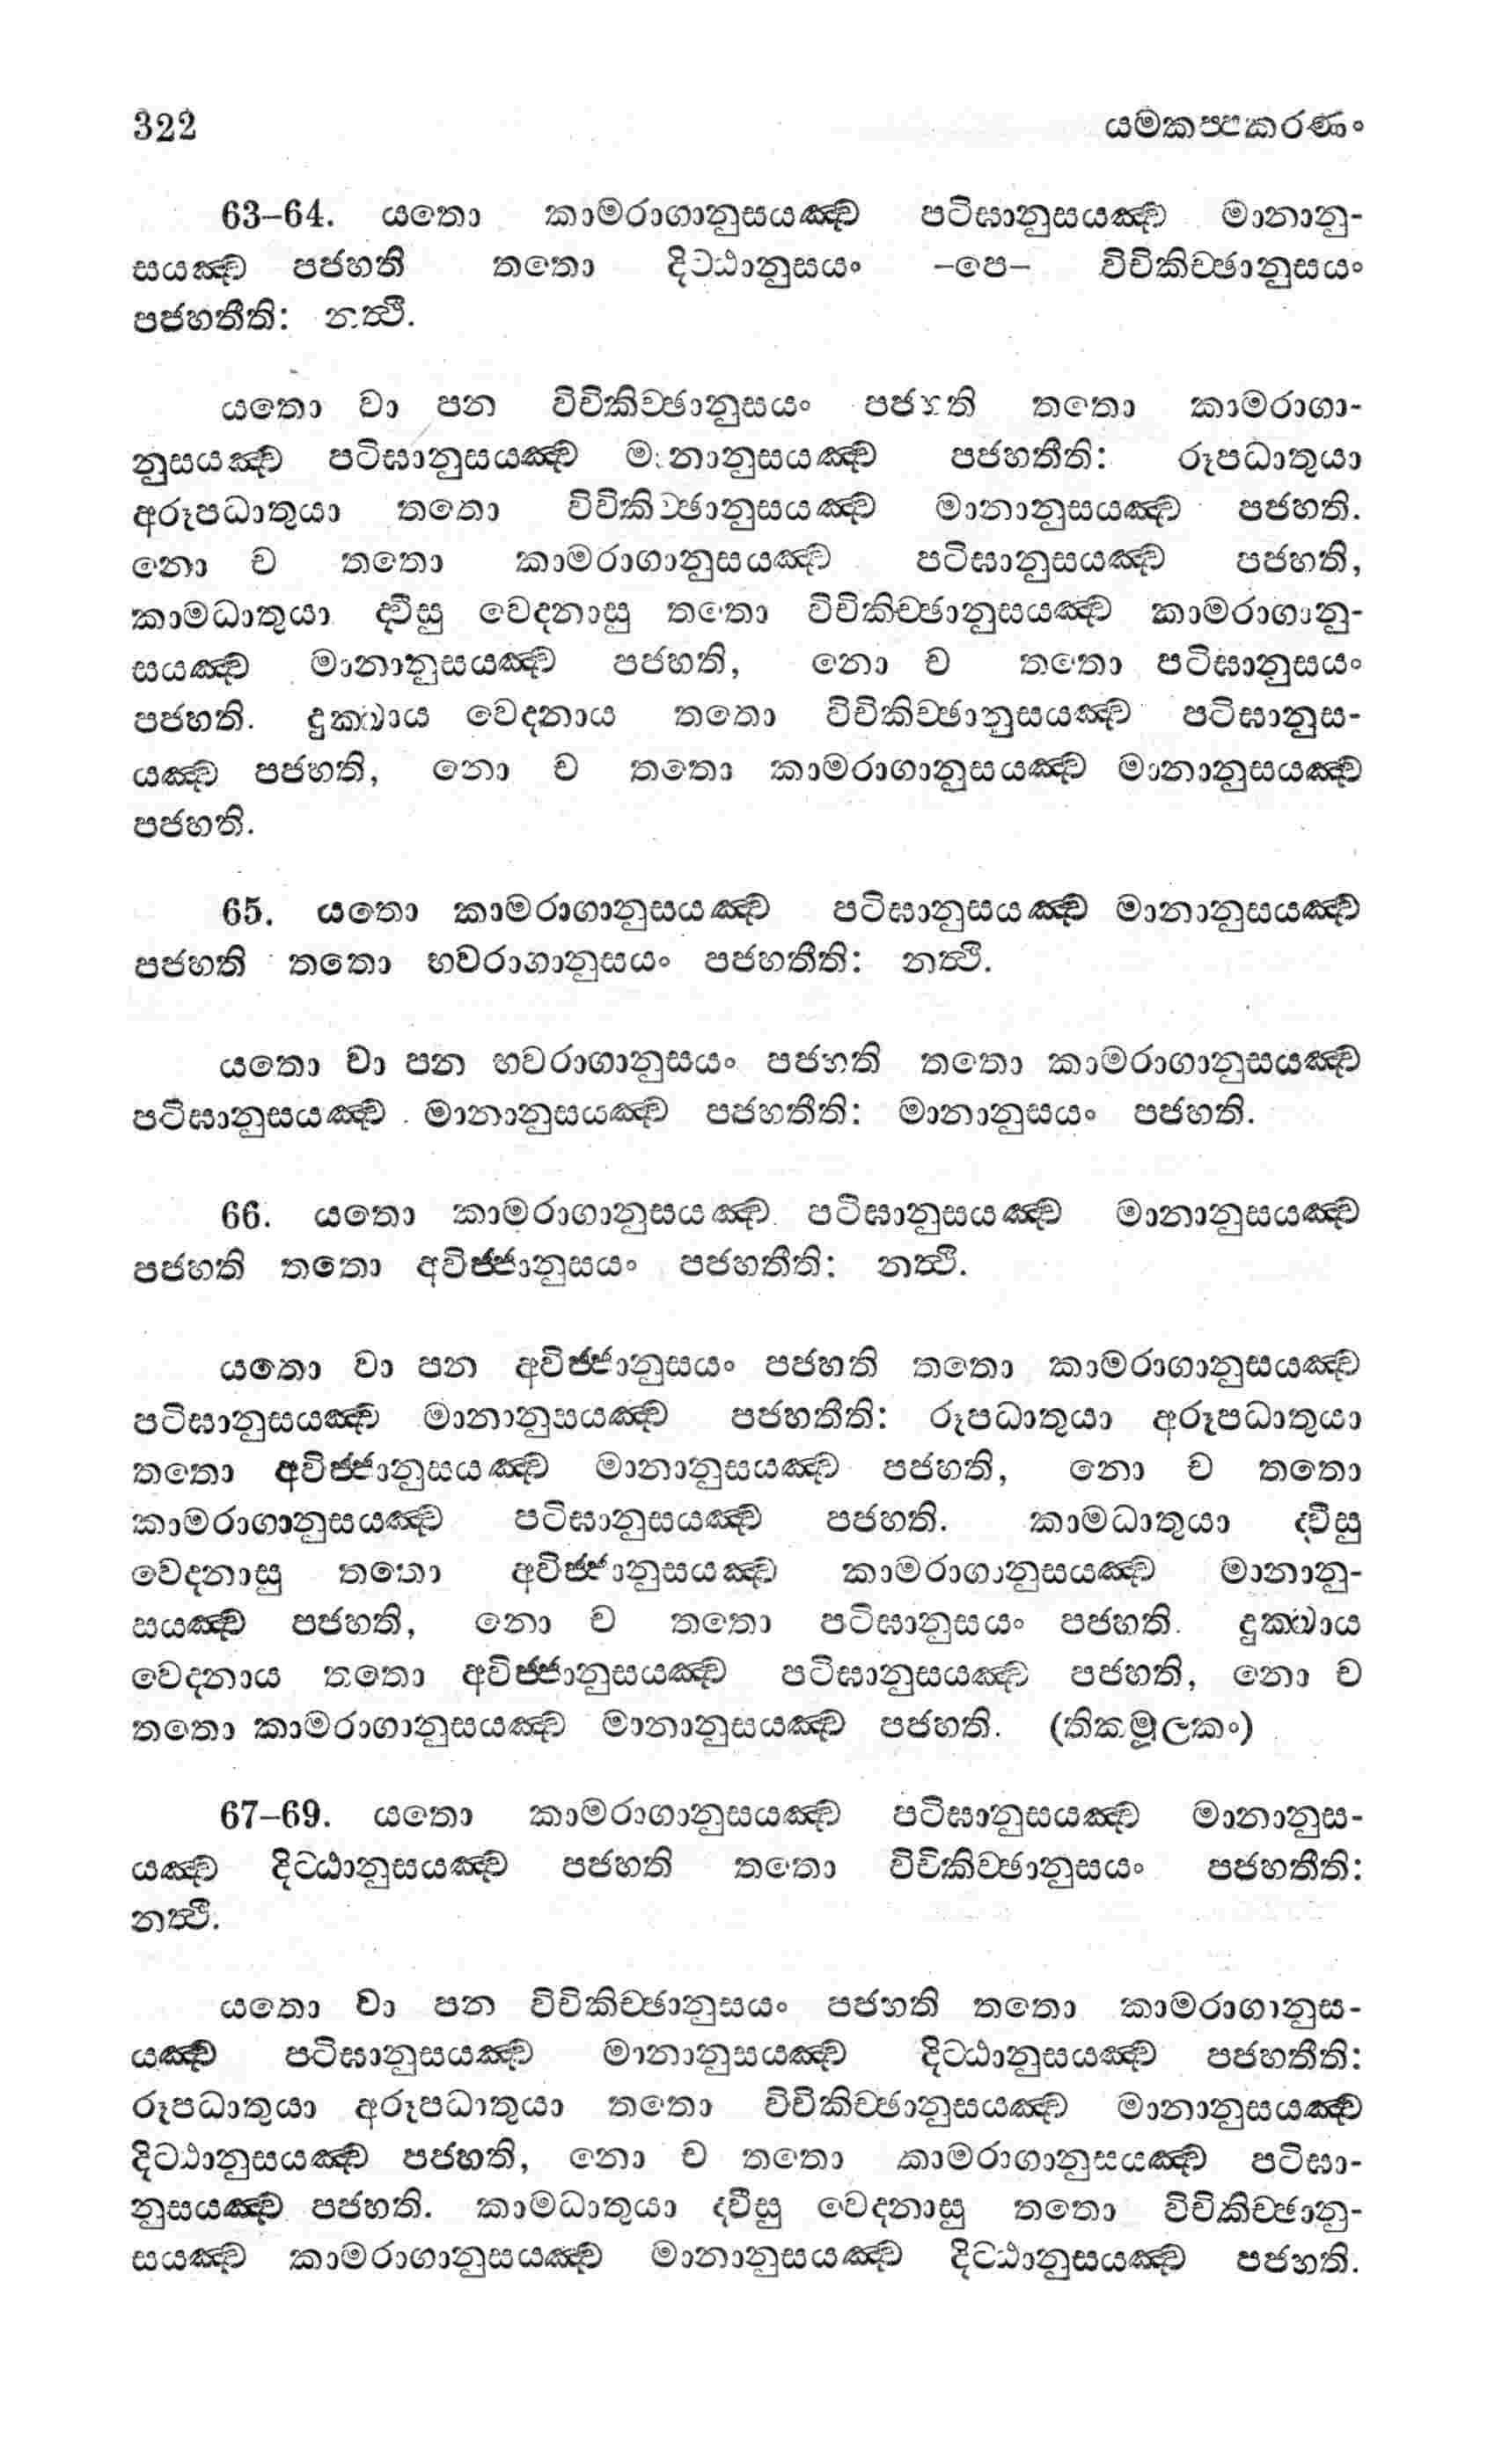 322 යමකප්පකරණං
63–64. යතො කාමරාගානුසයඤ්ච පටිඝානුසයඤ්ච මානානු-
සයඤ්ච පජහති තතො දිට්ඨානුසයං –පෙ– විචිකිච්ඡානුසයං
පජහතීති: නත්ථි.
යතො වා පන විචිකිච්ඡානුසයං පජහති තතො කාමරාගා-
නුසයඤ්ච පටිඝානුසයඤ්ච මානානුසයඤ්ච පජහතීති: රූපධාතුයා
අරූපධාතුයා තතො විචිකිච්ඡානුසයඤ්ච මානානුසයඤ්ච පජහති.
නො ච තතො කාමරාගානුසයඤ්ච පටිඝානුසයඤ්ච පජහති,
කාමධාතුයා ද්වීසු වෙදනාසු තතො විචිකිච්ඡානුසයඤ්ච කාමරාගානු-
සයඤ්ච මානානුසයඤ්ච පජහති, නො ච තතො පටිඝානුසයං
පජහති. දුක්ඛාය වෙදනාය තතො විචිකිච්ඡානුසයඤ්ච පටිඝානුස-
යඤ්ච පජහති, නො ච තතො කාමරාගානුසයඤ්ච මානානුසයඤ්ච
පජහති.
65. යතො කාමරාගානුසයඤ්ච පටිඝානුසයඤ්ච මානානුසයඤ්ච
පජහති තතො භවරාගානුසයං පජහතීති: නත්ථි.
යතො වා පන භවරාගානුසයං පජහති තතො කාමරාගානුසයඤ්ච
පටිඝානුසයඤ්ච මානානුසයඤ්ච පජහතීති: මානානුසයං පජහති.
66. යතො කාමරාගානුසයඤ්ච පටිඝානුසයඤ්ච මානානුසයඤ්ච
පජහති තතො අවිජ්ජානුසයං පජහතීති: නත්ථි.
යතො වා පන අවිජ්ජානුසයං පජහති තතො කාමරාගානුසයඤ්ච
පටිඝානුසයඤ්ච මානානුසයඤ්ච පජහතීති: රූපධාතුයා අරූපධාතුයා
තතො අවිජ්ජානුසයඤ්ච මානානුසයඤ්ච පජහති, නො ච තතො
කාමරාගානුසයඤ්ච පටිඝානුසයඤ්ච පජහති. කාමධාතුයා ද්වීසු
වෙදනාසු තතො අවිජ්ජානුසයඤ්ච කාමරාගානුසයඤ්ච මානානු-
සයඤ්ච පජහති, නො ච තතො පටිඝානුසයං පජහති. දුක්ඛාය
වෙදනාය තතො අවිජ්ජානුසයඤ්ච පටිඝානුසයඤ්ච පජහති, නො ච
තතො කාමරාගානුසයඤ්ච මානානුසයඤ්ච පජහති. (තිකමූලකං)
67–69. යතො කාමරාගානුසයඤ්ච පටිඝානුසයඤ්ච මානානුස-
යඤ්ච දිට්ඨානුසයඤ්ච පජහති තතො විචිකිච්ඡානුසයං පජහතීති:
නත්ථි.
යතො වා පන විචිකිච්ඡානුසයං පජහති තතො කාමරාගානුස-
යඤ්ච පටිඝානුසයඤ්ච මානානුසයඤ්ච දිට්ඨානුසයඤ්ච පජහතීති:
රූපධාතුයා අරූපධාතුයා තතො විචිකිච්ඡානුසයඤ්ච මානානුසයඤ්ච
දිට්ඨානුසයඤ්ච පජහති, නො ච තතො කාමරාගානුසයඤ්ච පටිඝා-
නුසයඤ්ච පජහති. කාමධාතුයා ද්වීසු වෙදනාසු තතො විචිකිච්ඡානු-
සයඤ්ච කාමරාගානුසයඤ්ච මානානුසයඤ්ච දිට්ඨානුසයඤ්ච පජහති.